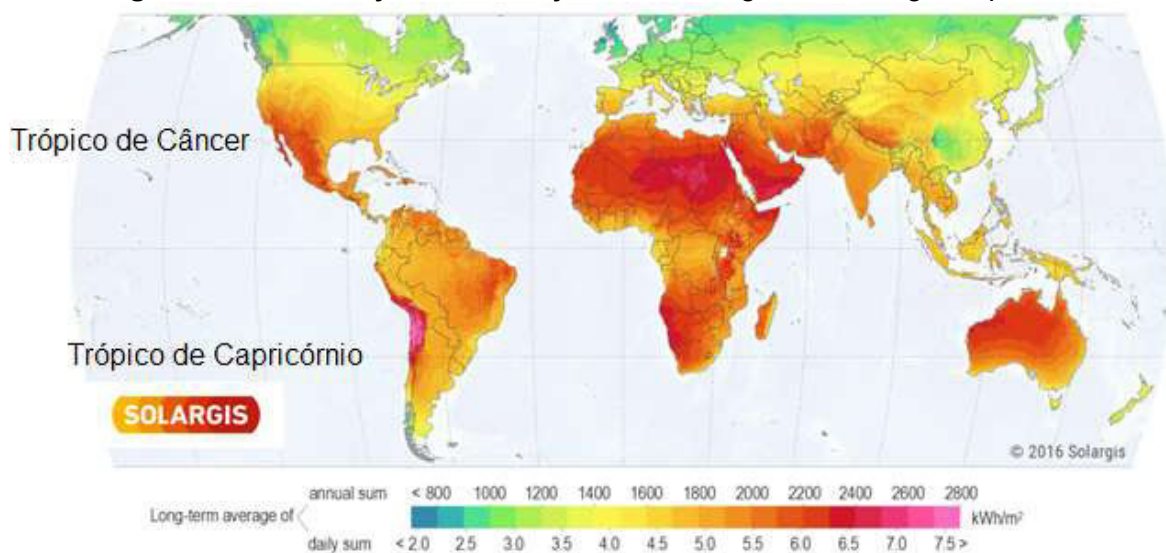 Trópico de Câncer
Trópico de Capricórnio
SOLARGIS
© 2016 Solargis
annual sum < 800 1000 1200 1400 1600 1800 2000 2200 2400 2600 2800
Long-term average of kWh/m²
daily sum < 2.0 2.5 3.0 3.5 4.0 4.5 5.0 5.5 6.0 6.5 7.0 7.5 >